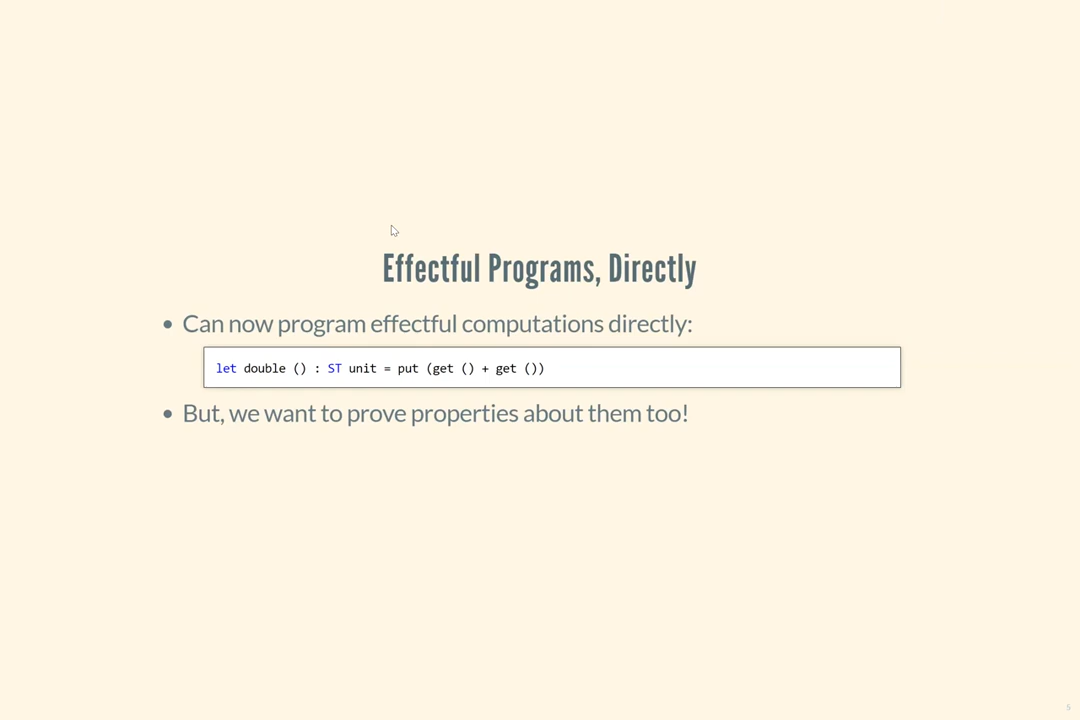 Effectful Programs, Directly
• Can now program effectful computations directly:
let double () : ST unit = put (get () + get ())
• But, we want to prove properties about them too!
5